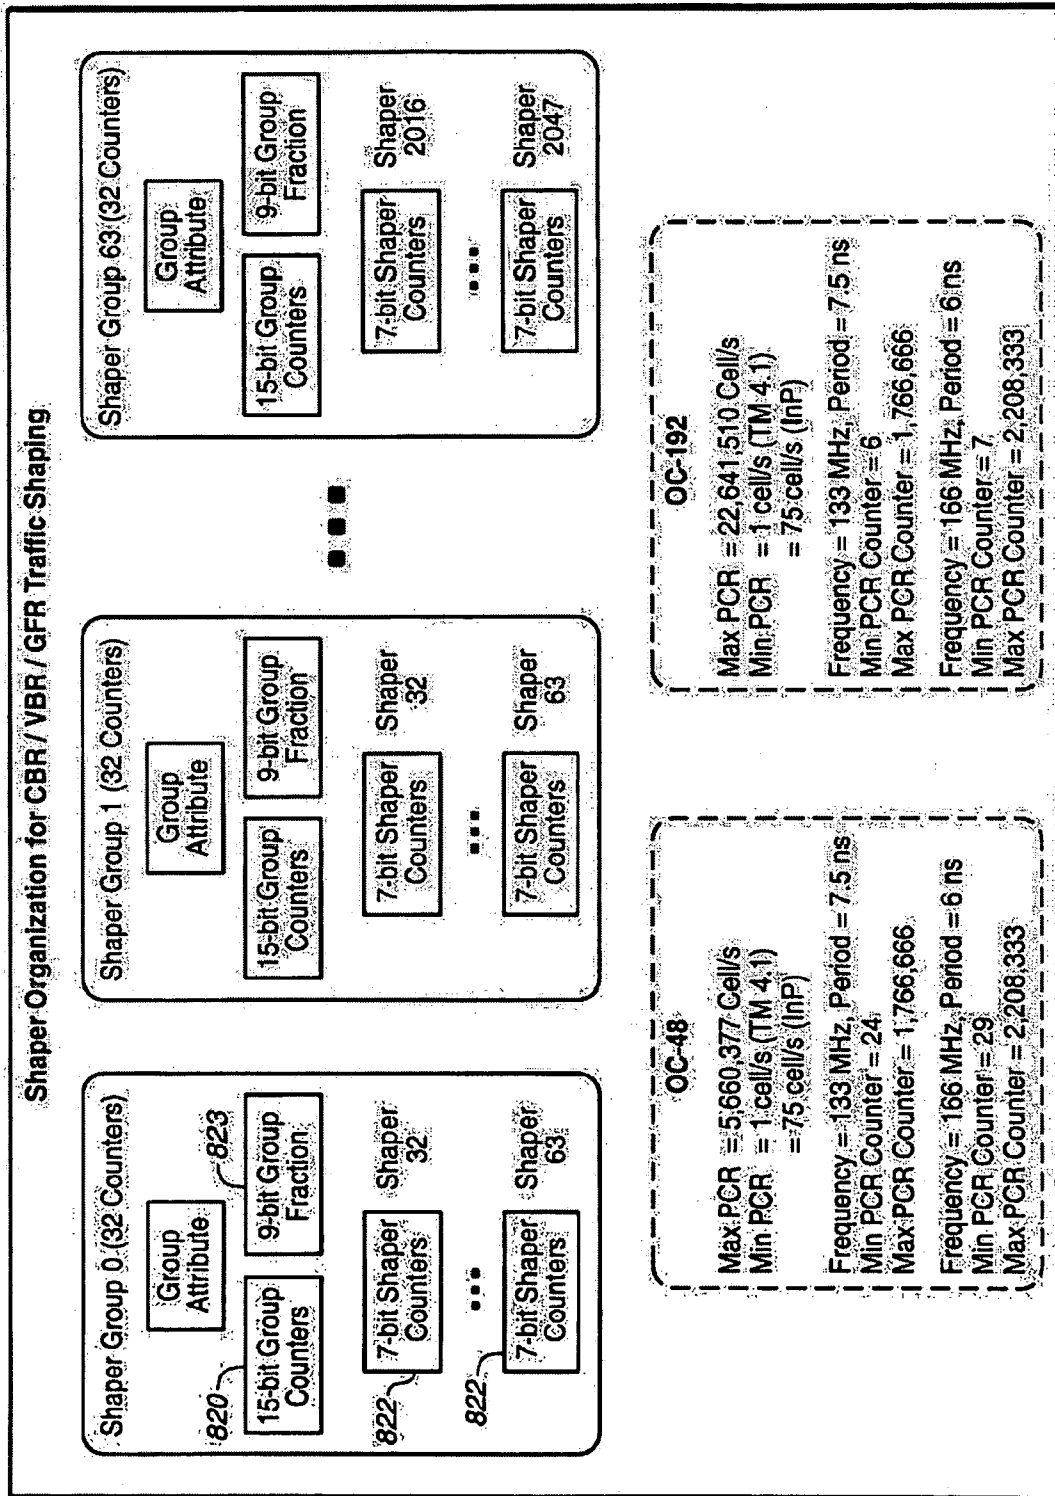 Shaper Organization for CBR / VBR / GFR Traffic Shaping
Shaper Group 0 (32 Counters)
Group
Attribute
820
823
15-bit Group
Counters
9-bit Group
Fraction
822
7-bit Shaper
Counters
Shaper
32
822
7-bit Shaper
Counters
Shaper
63
Shaper Group 1 (32 Counters)
Group
Attribute
15-bit Group
Counters
9-bit Group
Fraction
7-bit Shaper
Counters
Shaper
32
7-bit Shaper
Counters
Shaper
63
Shaper Group 63 (32 Counters)
Group
Attribute
15-bit Group
Counters
9-bit Group
Fraction
7-bit Shaper
Counters
Shaper
2016
7-bit Shaper
Counters
Shaper
2047
OC-48
Max PCR = 5,660,377 Cell/s
Min PCR = 1 cell/s (TM 4.1)
= 75 cell/s (InP)
Frequency = 133 MHz, Period = 7.5 ns
Min PCR Counter = 24
Max PCR Counter = 1,766,666
Frequency = 166 MHz, Period = 6 ns
Min PCR Counter = 29
Max PCR Counter = 2,208,333
OC-192
Max PCR = 22,641,510 Cell/s
Min PCR = 1 cell/s (TM 4.1)
= 75 cell/s (InP)
Frequency = 133 MHz, Period = 7.5 ns
Min PCR Counter = 6
Max PCR Counter = 1,766,666
Frequency = 166 MHz, Period = 6 ns
Min PCR Counter = 7
Max PCR Counter = 2,208,333